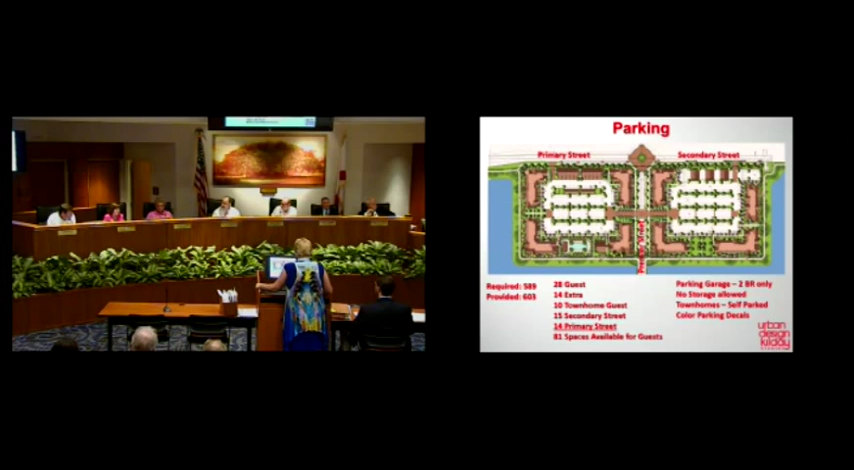 Parking
Primary Street
Secondary Street
Required: 589
Provided: 603
28 Guest
14 Extra
10 Townhome Guest
15 Secondary Street
14 Primary Street
81 Spaces Available for Guests
Parking Garage – 2 BR only
No Storage allowed
Townhomes – Self Parked
Color Parking Decals
urban
design
kilday